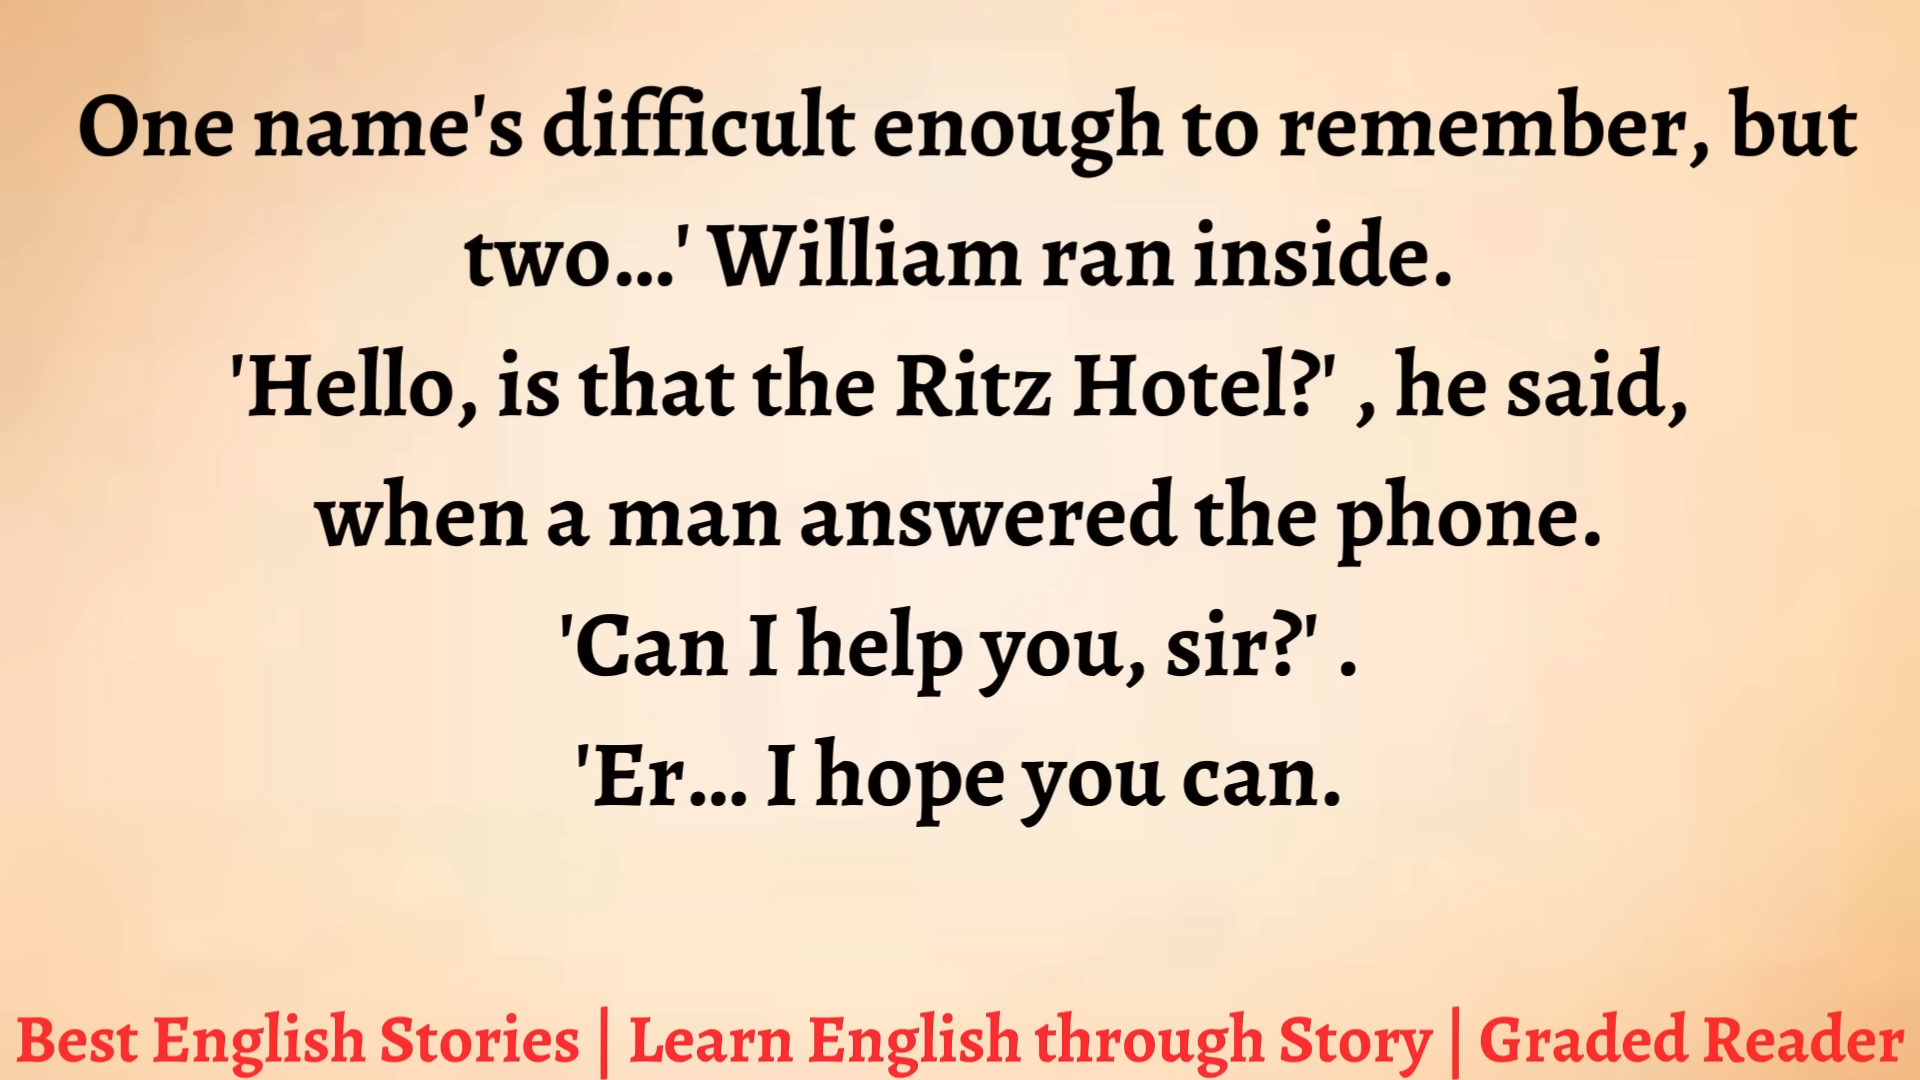 One name's difficult enough to remember, but
two...' William ran inside.
'Hello, is that the Ritz Hotel?' , he said,
when a man answered the phone.
'Can I help you, sir?' .
'Er... I hope you can.
Best English Stories | Learn English through Story | Graded Reader